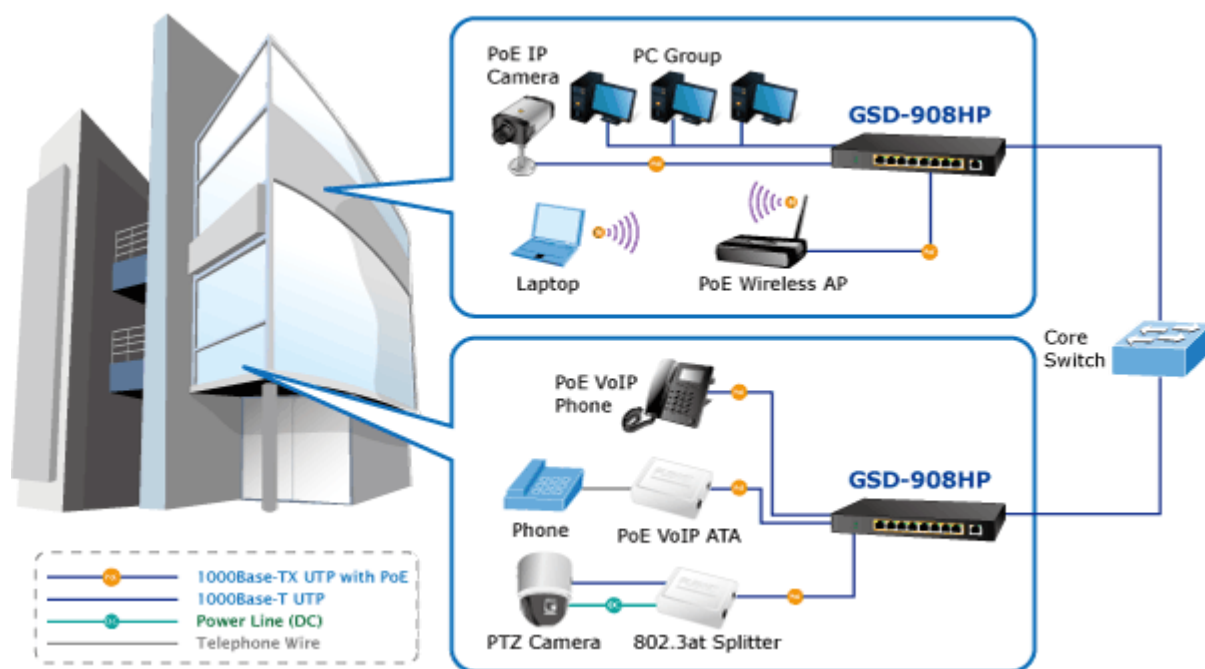 PoE IP
Camera
PC Group
GSD-908HP
Laptop
PoE Wireless AP
Core
Switch
PoE VoIP
Phone
GSD-908HP
Phone
PoE VoIP ATA
PTZ Camera
802.3at Splitter
PoE
1000Base-TX UTP with PoE
1000Base-T UTP
DC
Power Line (DC)
Telephone Wire